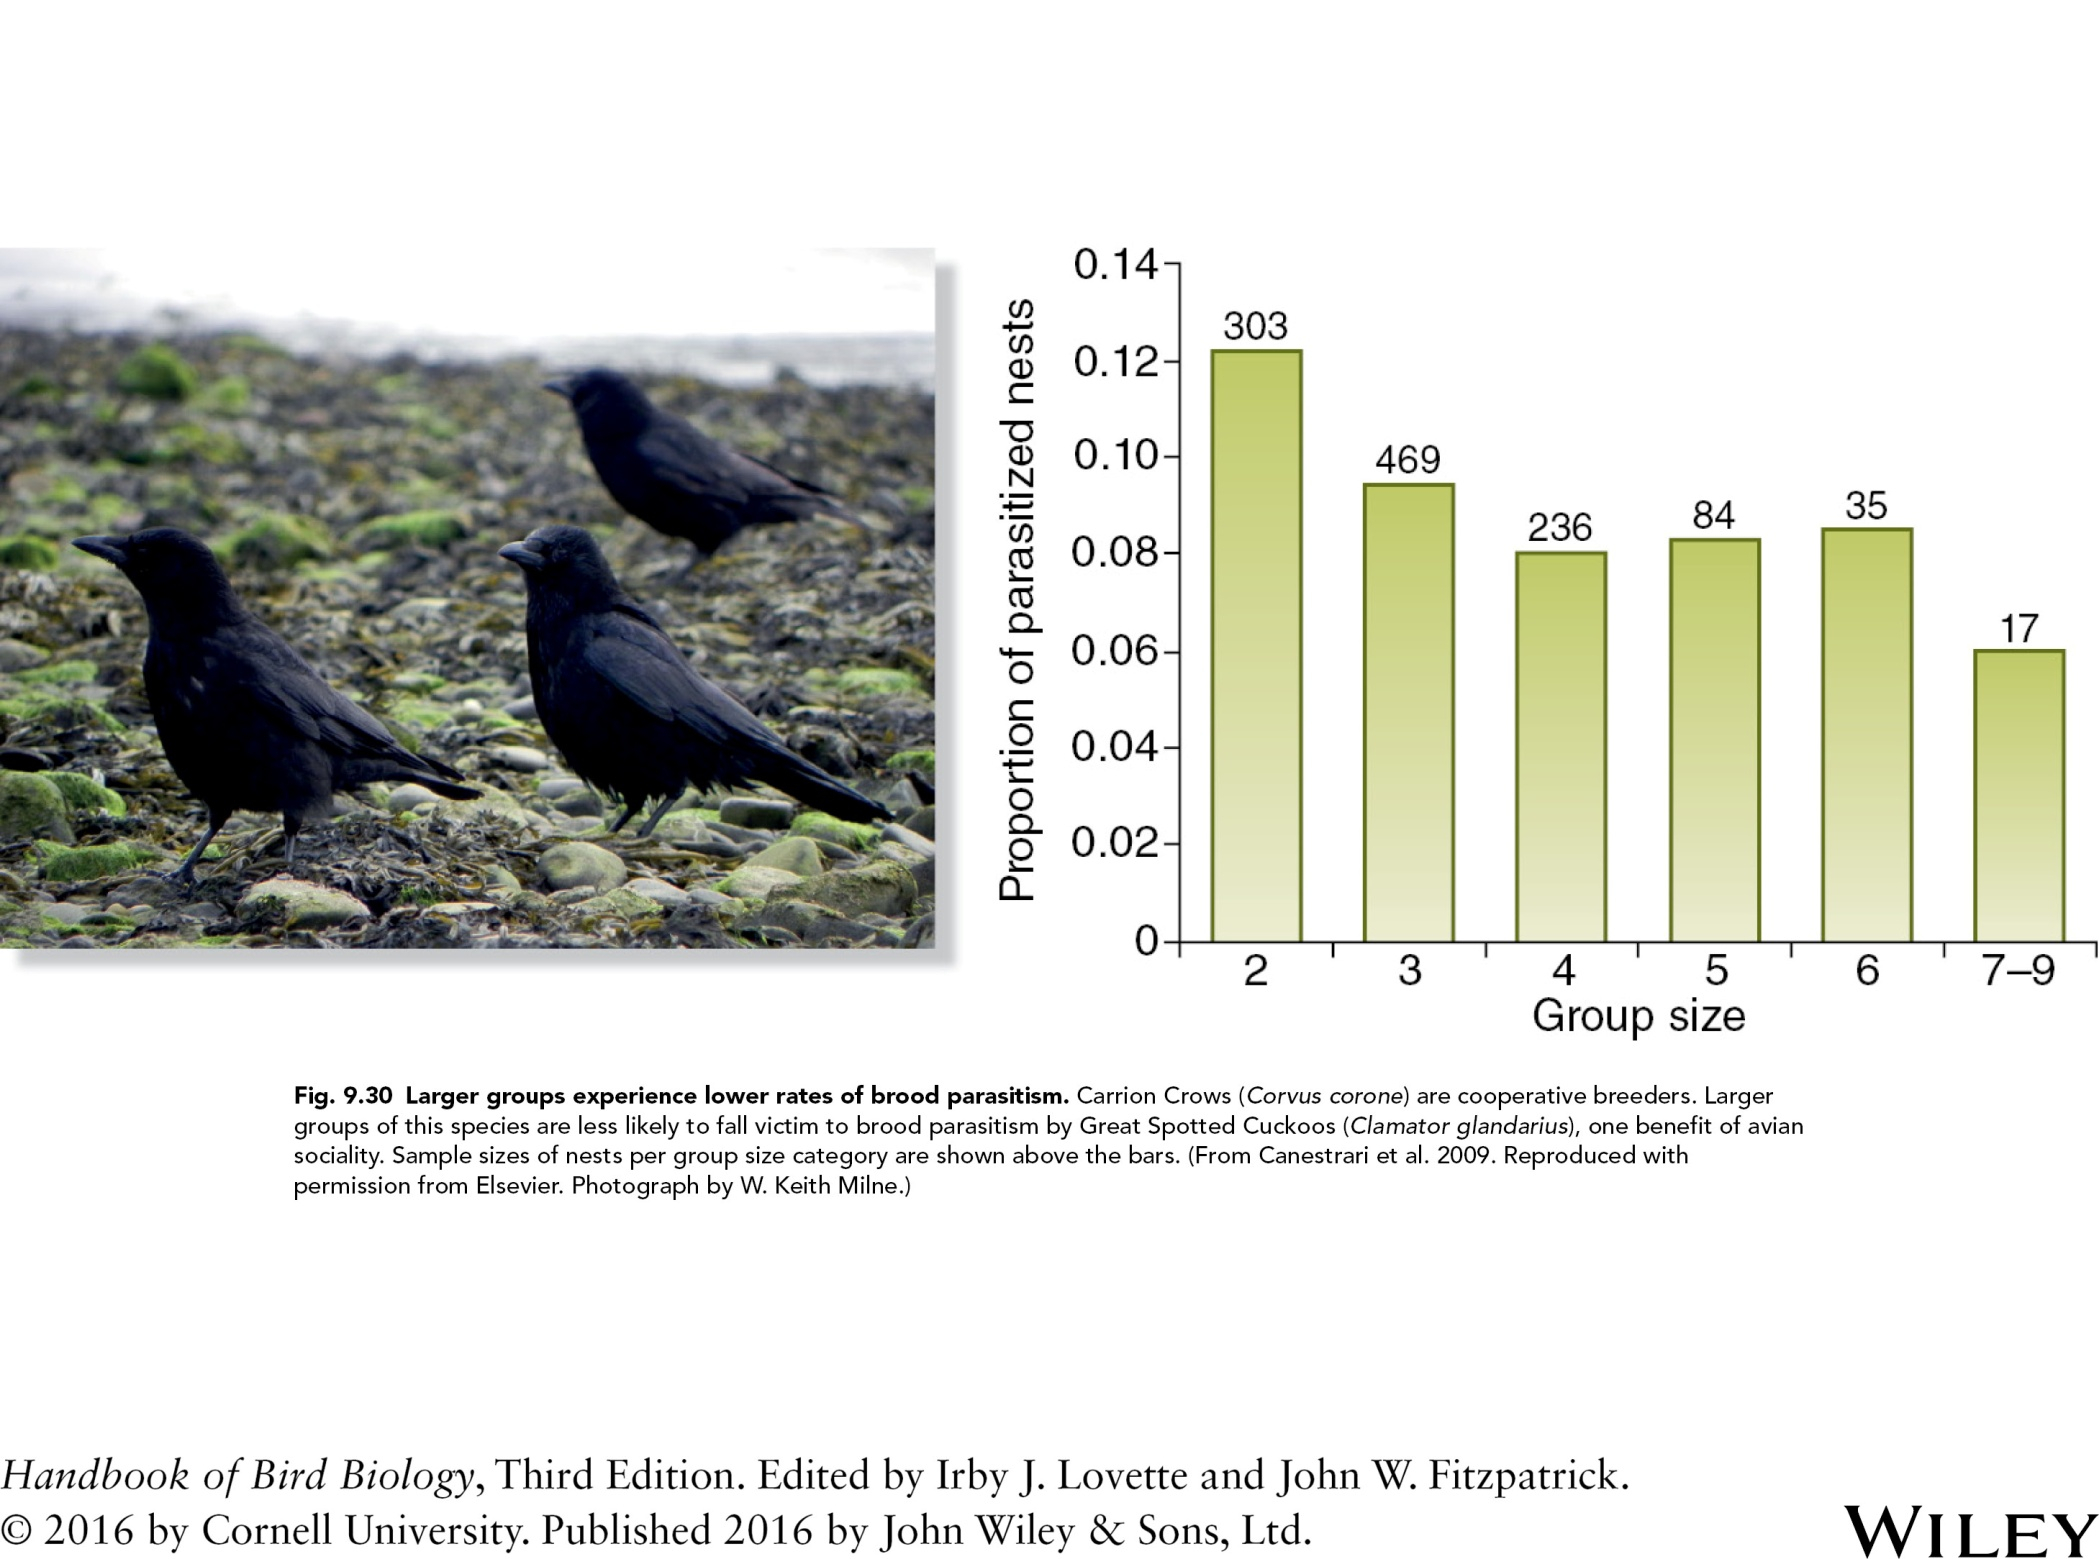 0.14
0.12
0.10
0.08
0.06
0.04
0.02
0
Proportion of parasitized nests
303
469
236
84
35
17
2 3 4 5 6 7–9
Group size
Fig. 9.30 Larger groups experience lower rates of brood parasitism. Carrion Crows (Corvus corone) are cooperative breeders. Larger
groups of this species are less likely to fall victim to brood parasitism by Great Spotted Cuckoos (Clamator glandarius), one benefit of avian
sociality. Sample sizes of nests per group size category are shown above the bars. (From Canestrari et al. 2009. Reproduced with
permission from Elsevier. Photograph by W. Keith Milne.)
Handbook of Bird Biology, Third Edition. Edited by Irby J. Lovette and John W. Fitzpatrick.
© 2016 by Cornell University. Published 2016 by John Wiley & Sons, Ltd.
WILEY